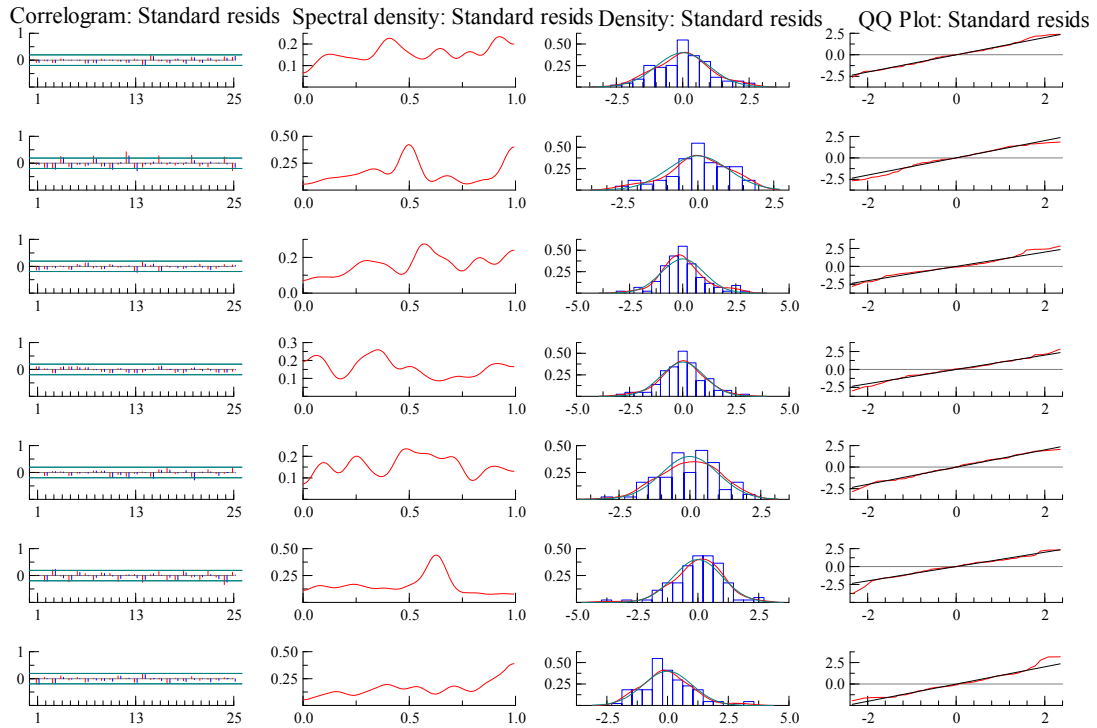 Correlogram: Standard resids Spectral density: Standard resids Density: Standard resids QQ Plot: Standard resids
1 0.2 0.50 2.5
0 0.1 0.25 0.0
-2.5
1 13 25 0.0 0.5 1.0 -2.5 0.0 2.5 -2 0 2
1 0.50 0.50 2.5
0 0.25 0.25 0.0
-2.5
1 13 25 0.0 0.5 1.0 -2.5 0.0 2.5 -2 0 2
1 0.2 0.50 2.5
0 0.1 0.25 0.0
0.0 -2.5
1 13 25 0.0 0.5 1.0 -5.0 -2.5 0.0 2.5 5.0 -2 0 2
1 0.3 0.50 2.5
0 0.2 0.25 0.0
0.1 -2.5
1 13 25 0.0 0.5 1.0 -5.0 -2.5 0.0 2.5 5.0 -2 0 2
1 0.2 0.50 2.5
0 0.1 0.25 0.0
-2.5
1 13 25 0.0 0.5 1.0 -2.5 0.0 2.5 -2 0 2
1 0.50 0.50 2.5
0 0.25 0.25 0.0
-2.5
1 13 25 0.0 0.5 1.0 -5.0 -2.5 0.0 2.5 -2 0 2
1 0.50 0.50 2.5
0 0.25 0.25 0.0
1 13 25 0.0 0.5 1.0 -2.5 0.0 2.5 -2 0 2